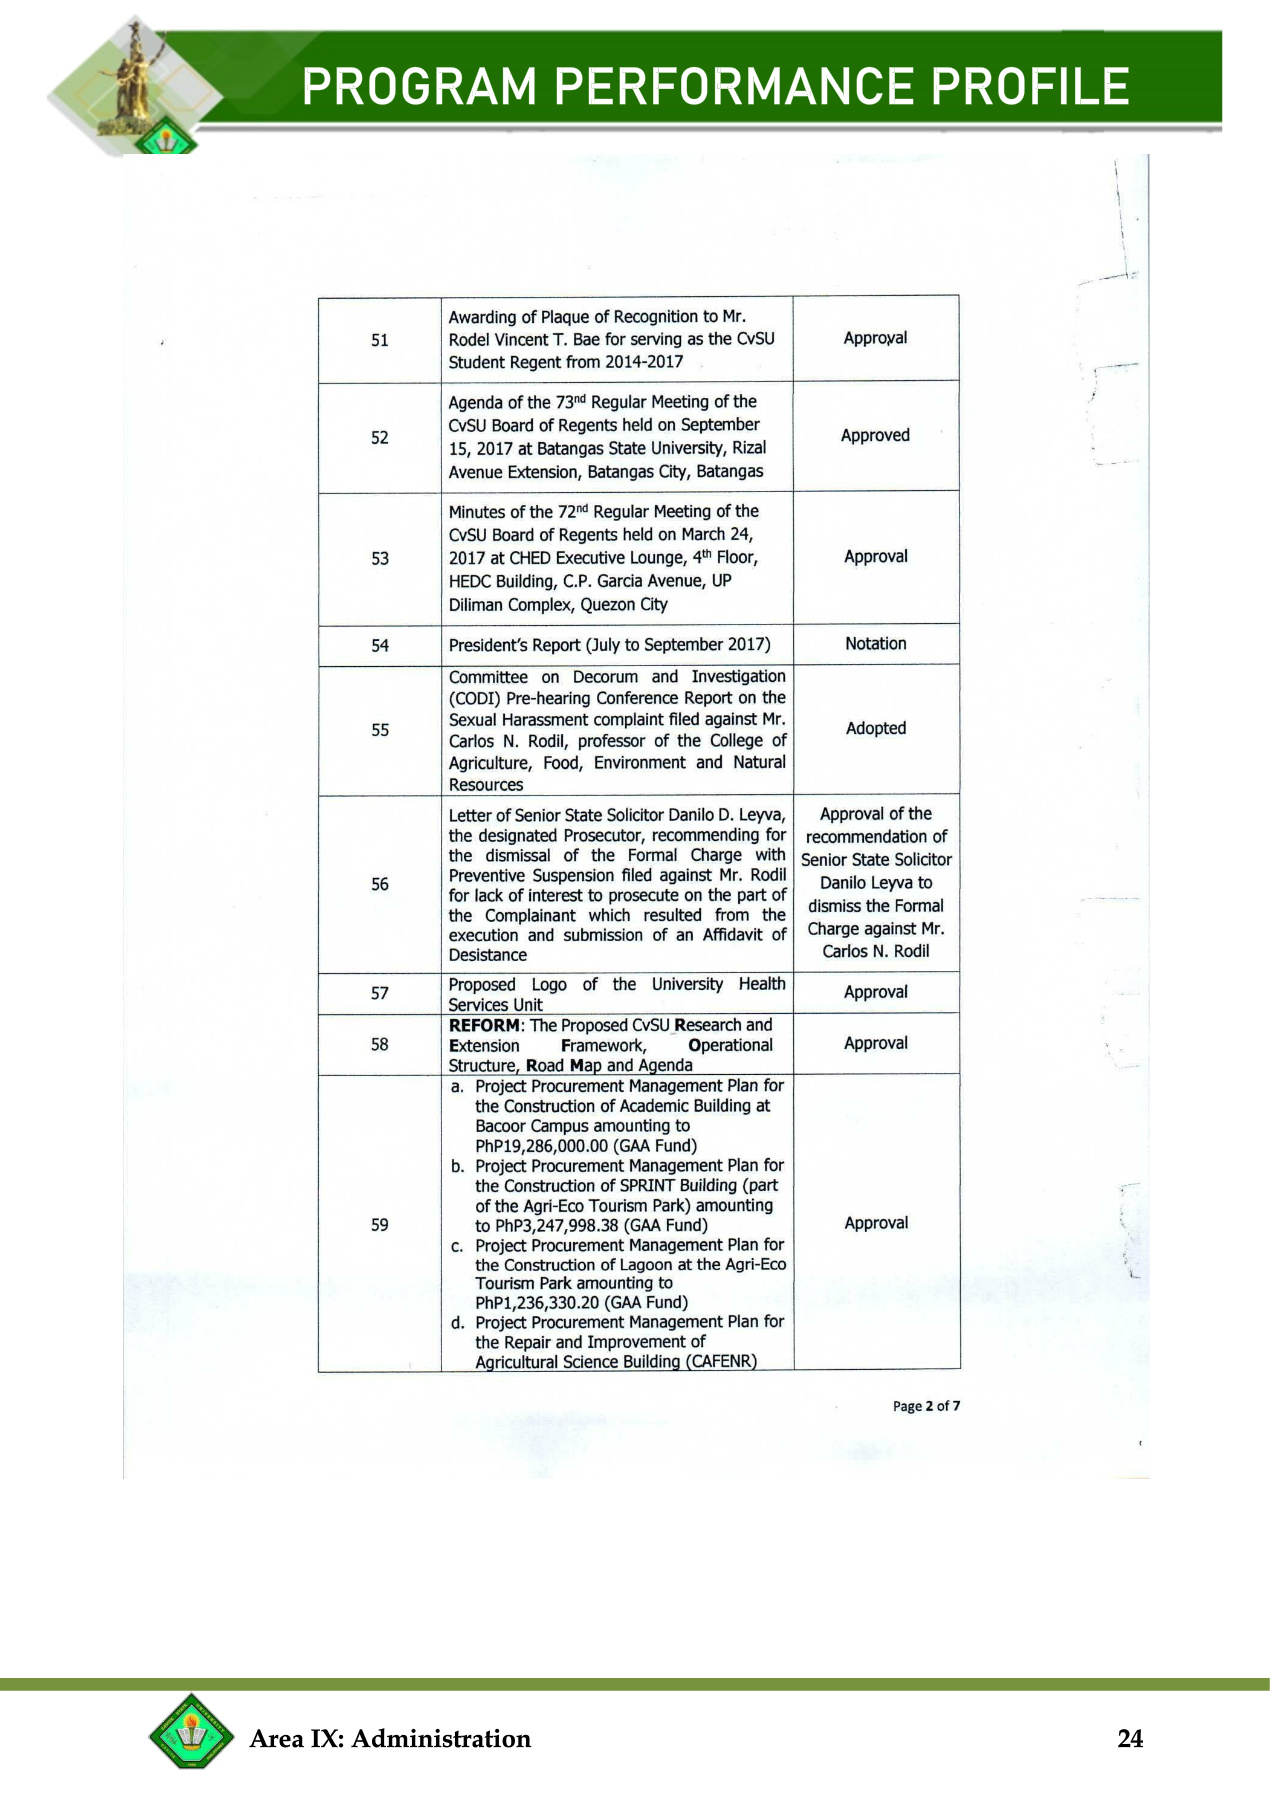 PROGRAM PERFORMANCE PROFILE
51
Awarding of Plaque of Recognition to Mr.
Rodel Vincent T. Bae for serving as the CvSU
Student Regent from 2014-2017
Approval
52
Agenda of the 73nd Regular Meeting of the
CvSU Board of Regents held on September
15, 2017 at Batangas State University, Rizal
Avenue Extension, Batangas City, Batangas
Approved
53
Minutes of the 72nd Regular Meeting of the
CvSU Board of Regents held on March 24,
2017 at CHED Executive Lounge, 4th Floor,
HEDC Building, C.P. Garcia Avenue, UP
Diliman Complex, Quezon City
Approval
54
President's Report (July to September 2017)
Notation
55
Committee on Decorum and Investigation
(CODI) Pre-hearing Conference Report on the
Sexual Harassment complaint filed against Mr.
Carlos N. Rodil, professor of the College of
Agriculture, Food, Environment and Natural
Resources
Adopted
56
Letter of Senior State Solicitor Danilo D. Leyva,
the designated Prosecutor, recommending for
the dismissal of the Formal Charge with
Preventive Suspension filed against Mr. Rodil
for lack of interest to prosecute on the part of
the Complainant which resulted from the
execution and submission of an Affidavit of
Desistance
Approval of the
recommendation of
Senior State Solicitor
Danilo Leyva to
dismiss the Formal
Charge against Mr.
Carlos N. Rodil
57
Proposed Logo of the University Health
Services Unit
Approval
58
REFORM: The Proposed CvSU Research and
Extension Framework, Operational
Structure, Road Map and Agenda
Approval
59
a. Project Procurement Management Plan for
the Construction of Academic Building at
Bacoor Campus amounting to
PhP19,286,000.00 (GAA Fund)
b. Project Procurement Management Plan for
the Construction of SPRINT Building (part
of the Agri-Eco Tourism Park) amounting
to PhP3,247,998.38 (GAA Fund)
c. Project Procurement Management Plan for
the Construction of Lagoon at the Agri-Eco
Tourism Park amounting to
PhP1,236,330.20 (GAA Fund)
d. Project Procurement Management Plan for
the Repair and Improvement of
Agricultural Science Building (CAFENR)
Approval
Page 2 of 7
Area IX: Administration
24